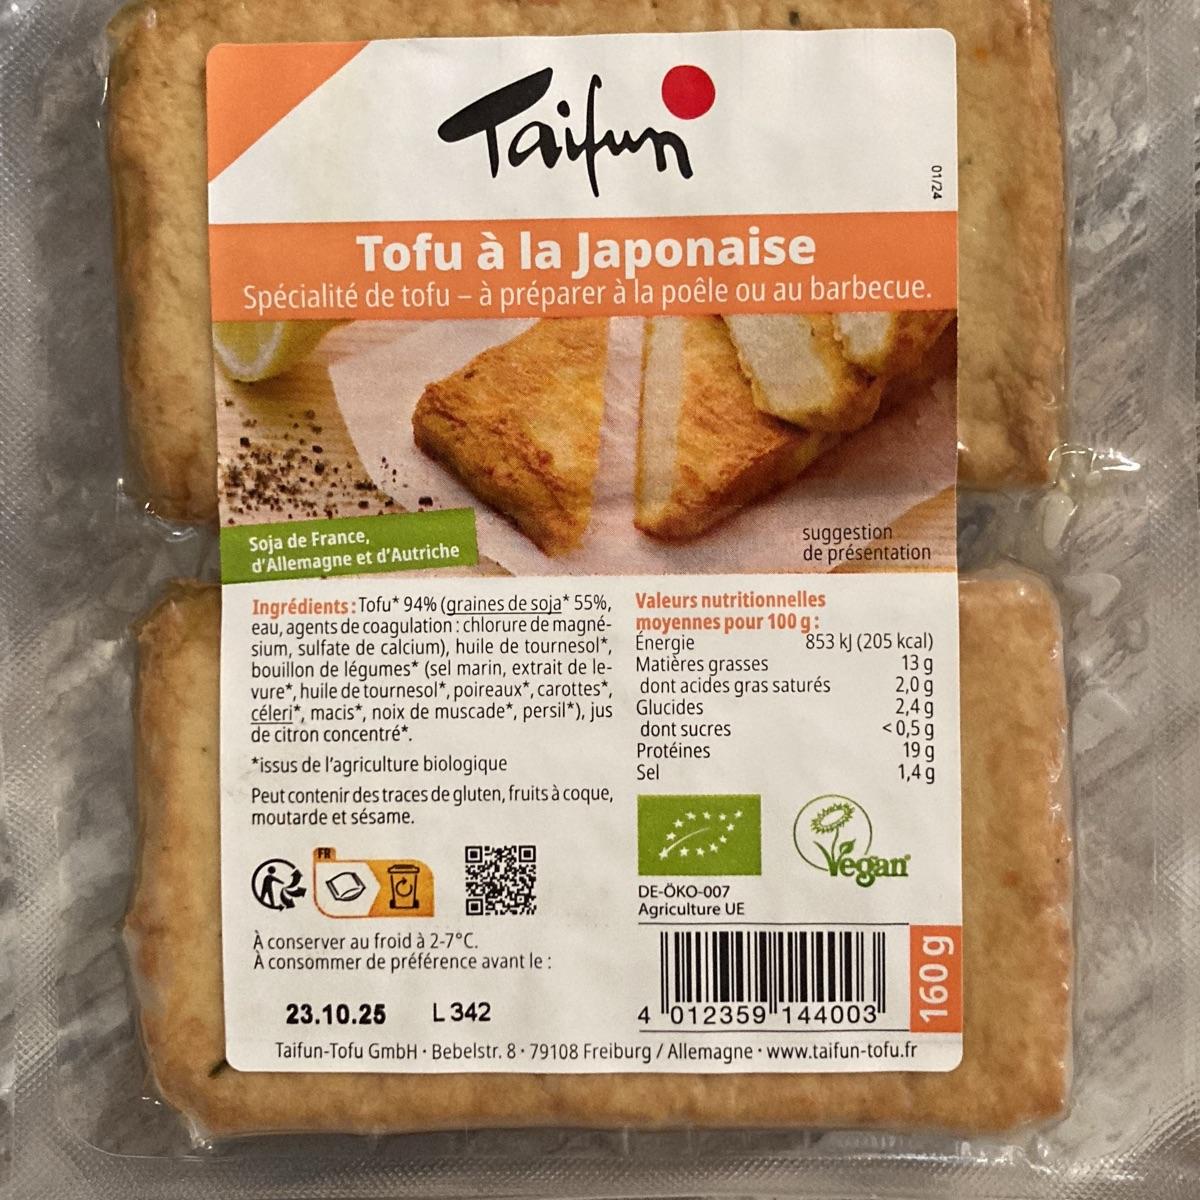 Taifun
01/24
Tofu à la Japonaise
Spécialité de tofu – à préparer à la poêle ou au barbecue.
Soja de France,
d'Allemagne et d'Autriche
suggestion
de présentation
Ingrédients : Tofu* 94% (graines de soja* 55%,
eau, agents de coagulation : chlorure de magné-
sium, sulfate de calcium), huile de tournesol*,
bouillon de légumes* (sel marin, extrait de le-
vure*, huile de tournesol*, poireaux*, carottes*,
céleri*, macis*, noix de muscade*, persil*), jus
de citron concentré*.
*issus de l'agriculture biologique
Peut contenir des traces de gluten, fruits à coque,
moutarde et sésame.
Valeurs nutritionnelles
moyennes pour 100 g :
Énergie 853 kJ (205 kcal)
Matières grasses 13 g
dont acides gras saturés 2,0 g
Glucides 2,4 g
dont sucres < 0,5 g
Protéines 19 g
Sel 1,4 g
FR
Vegan
DE-ÖKO-007
Agriculture UE
À conserver au froid à 2-7°C.
À consommer de préférence avant le :
23.10.25 L 342
4 012359 144003
160 g
Taifun-Tofu GmbH · Bebelstr. 8 · 79108 Freiburg / Allemagne · www.taifun-tofu.fr